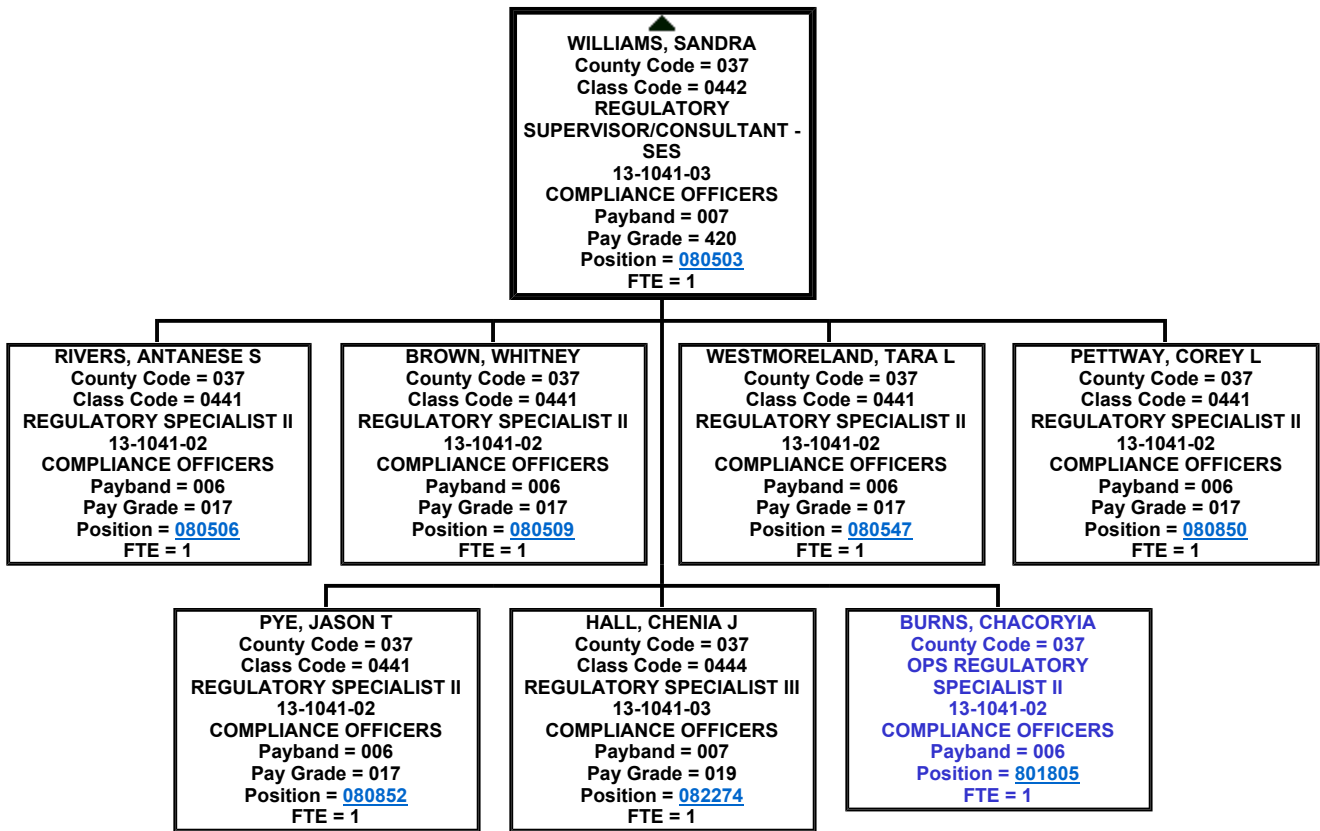 WILLIAMS, SANDRA
County Code = 037
Class Code = 0442
REGULATORY
SUPERVISOR/CONSULTANT -
SES
13-1041-03
COMPLIANCE OFFICERS
Payband = 007
Pay Grade = 420
Position = 080503
FTE = 1
RIVERS, ANTANESE S
County Code = 037
Class Code = 0441
REGULATORY SPECIALIST II
13-1041-02
COMPLIANCE OFFICERS
Payband = 006
Pay Grade = 017
Position = 080506
FTE = 1
BROWN, WHITNEY
County Code = 037
Class Code = 0441
REGULATORY SPECIALIST II
13-1041-02
COMPLIANCE OFFICERS
Payband = 006
Pay Grade = 017
Position = 080509
FTE = 1
WESTMORELAND, TARA L
County Code = 037
Class Code = 0441
REGULATORY SPECIALIST II
13-1041-02
COMPLIANCE OFFICERS
Payband = 006
Pay Grade = 017
Position = 080547
FTE = 1
PETTWAY, COREY L
County Code = 037
Class Code = 0441
REGULATORY SPECIALIST II
13-1041-02
COMPLIANCE OFFICERS
Payband = 006
Pay Grade = 017
Position = 080850
FTE = 1
PYE, JASON T
County Code = 037
Class Code = 0441
REGULATORY SPECIALIST II
13-1041-02
COMPLIANCE OFFICERS
Payband = 006
Pay Grade = 017
Position = 080852
FTE = 1
HALL, CHENIA J
County Code = 037
Class Code = 0444
REGULATORY SPECIALIST III
13-1041-03
COMPLIANCE OFFICERS
Payband = 007
Pay Grade = 019
Position = 082274
FTE = 1
BURNS, CHACORYIA
County Code = 037
OPS REGULATORY
SPECIALIST II
13-1041-02
COMPLIANCE OFFICERS
Payband = 006
Position = 801805
FTE = 1